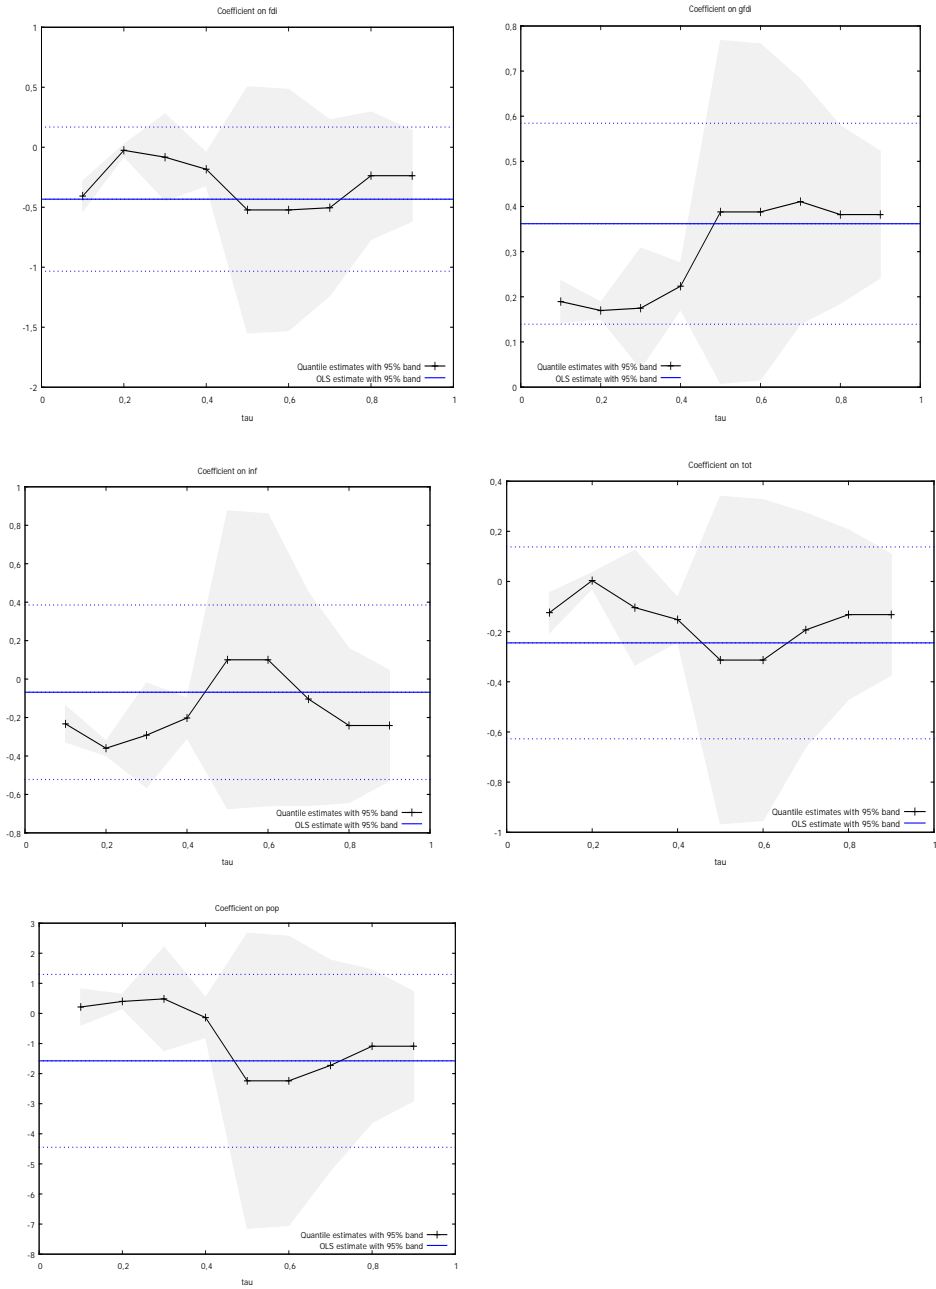 Coefficient on fdi
1
0,5
0
-0,5
-1
-1,5
-2
Quantile estimates with 95% band
OLS estimate with 95% band
0 0,2 0,4 0,6 0,8 1
tau
Coefficient on gfdi
0,8
0,7
0,6
0,5
0,4
0,3
0,2
0,1
0
Quantile estimates with 95% band
OLS estimate with 95% band
0 0,2 0,4 0,6 0,8 1
tau
Coefficient on inf
1
0,8
0,6
0,4
0,2
0
-0,2
-0,4
-0,6
-0,8
Quantile estimates with 95% band
OLS estimate with 95% band
0 0,2 0,4 0,6 0,8 1
tau
Coefficient on tot
0,4
0,2
0
-0,2
-0,4
-0,6
-0,8
-1
Quantile estimates with 95% band
OLS estimate with 95% band
0 0,2 0,4 0,6 0,8 1
tau
Coefficient on pop
3
2
1
0
-1
-2
-3
-4
-5
-6
-7
-8
Quantile estimates with 95% band
OLS estimate with 95% band
0 0,2 0,4 0,6 0,8 1
tau